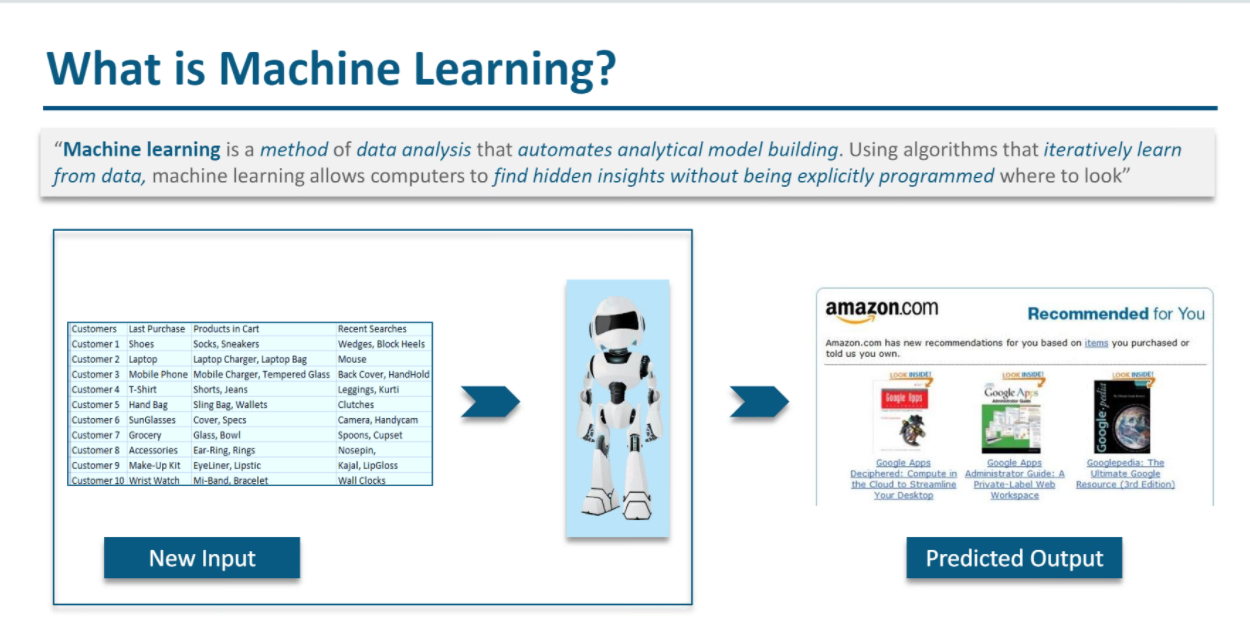 What is Machine Learning?
“Machine learning is a method of data analysis that automates analytical model building. Using algorithms that iteratively learn
from data, machine learning allows computers to find hidden insights without being explicitly programmed where to look”
Customers Last Purchase Products in Cart Recent Searches
Customer 1 Shoes Socks, Sneakers Wedges, Block Heels
Customer 2 Laptop Laptop Charger, Laptop Bag Mouse
Customer 3 Mobile Phone Mobile Charger, Tempered Glass Back Cover, HandHold
Customer 4 T-Shirt Shorts, Jeans Leggings, Kurti
Customer 5 Hand Bag Sling Bag, Wallets Clutches
Customer 6 SunGlasses Cover, Specs Camera, Handycam
Customer 7 Grocery Glass, Bowl Spoons, Cupset
Customer 8 Accessories Ear-Ring, Rings Nosepin,
Customer 9 Make-Up Kit EyeLiner, Lipstic Kajal, LipGloss
Customer 10 Wrist Watch Mi-Band, Bracelet Wall Clocks
New Input
amazon.com
Recommended for You
Amazon.com has new recommendations for you based on items you purchased or
told us you own.
LOOK INSIDE! LOOK INSIDE! LOOK INSIDE!
Google Apps
Google Apps
Administrator Guide
Google-pedia
Google Apps
Deciphered: Compute in
the Cloud to Streamline
Your Desktop
Google Apps
Administrator Guide: A
Private-Label Web
Workspace
Googlepedia: The
Ultimate Google
Resource (3rd Edition)
Predicted Output